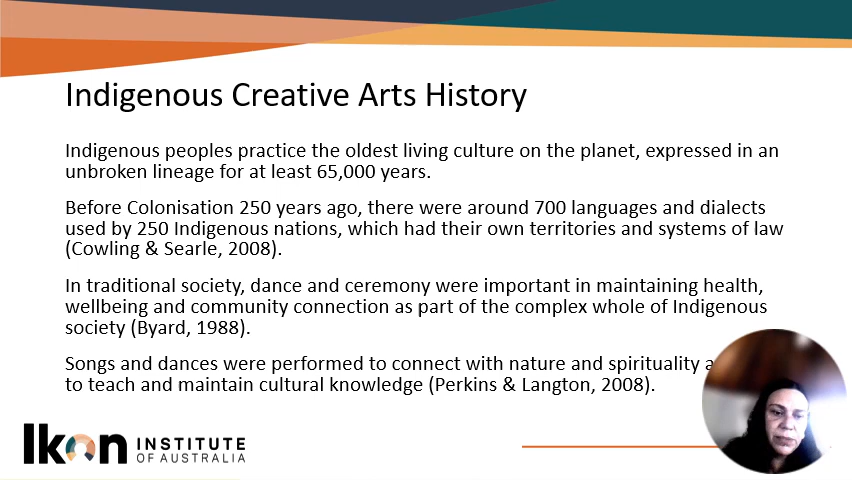 Indigenous Creative Arts History
Indigenous peoples practice the oldest living culture on the planet, expressed in an
unbroken lineage for at least 65,000 years.
Before Colonisation 250 years ago, there were around 700 languages and dialects
used by 250 Indigenous nations, which had their own territories and systems of law
(Cowling & Searle, 2008).
In traditional society, dance and ceremony were important in maintaining health,
wellbeing and community connection as part of the complex whole of Indigenous
society (Byard, 1988).
Songs and dances were performed to connect with nature and spirituality
to teach and maintain cultural knowledge (Perkins & Langton, 2008).
Ikon INSTITUTE
OF AUSTRALIA